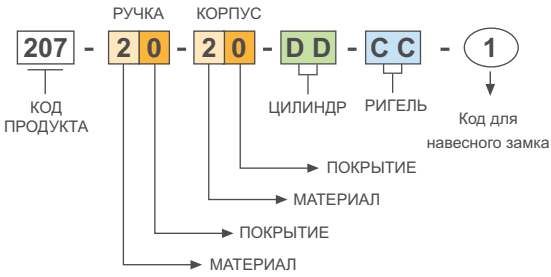 РУЧКА КОРПУС
207 - 2 0 - 2 0 - D D - C C - 1
КОД
ПРОДУКТА
ЦИЛИНДР
РИГЕЛЬ
Код для
навесного замка
ПОКРЫТИЕ
МАТЕРИАЛ
ПОКРЫТИЕ
МАТЕРИАЛ